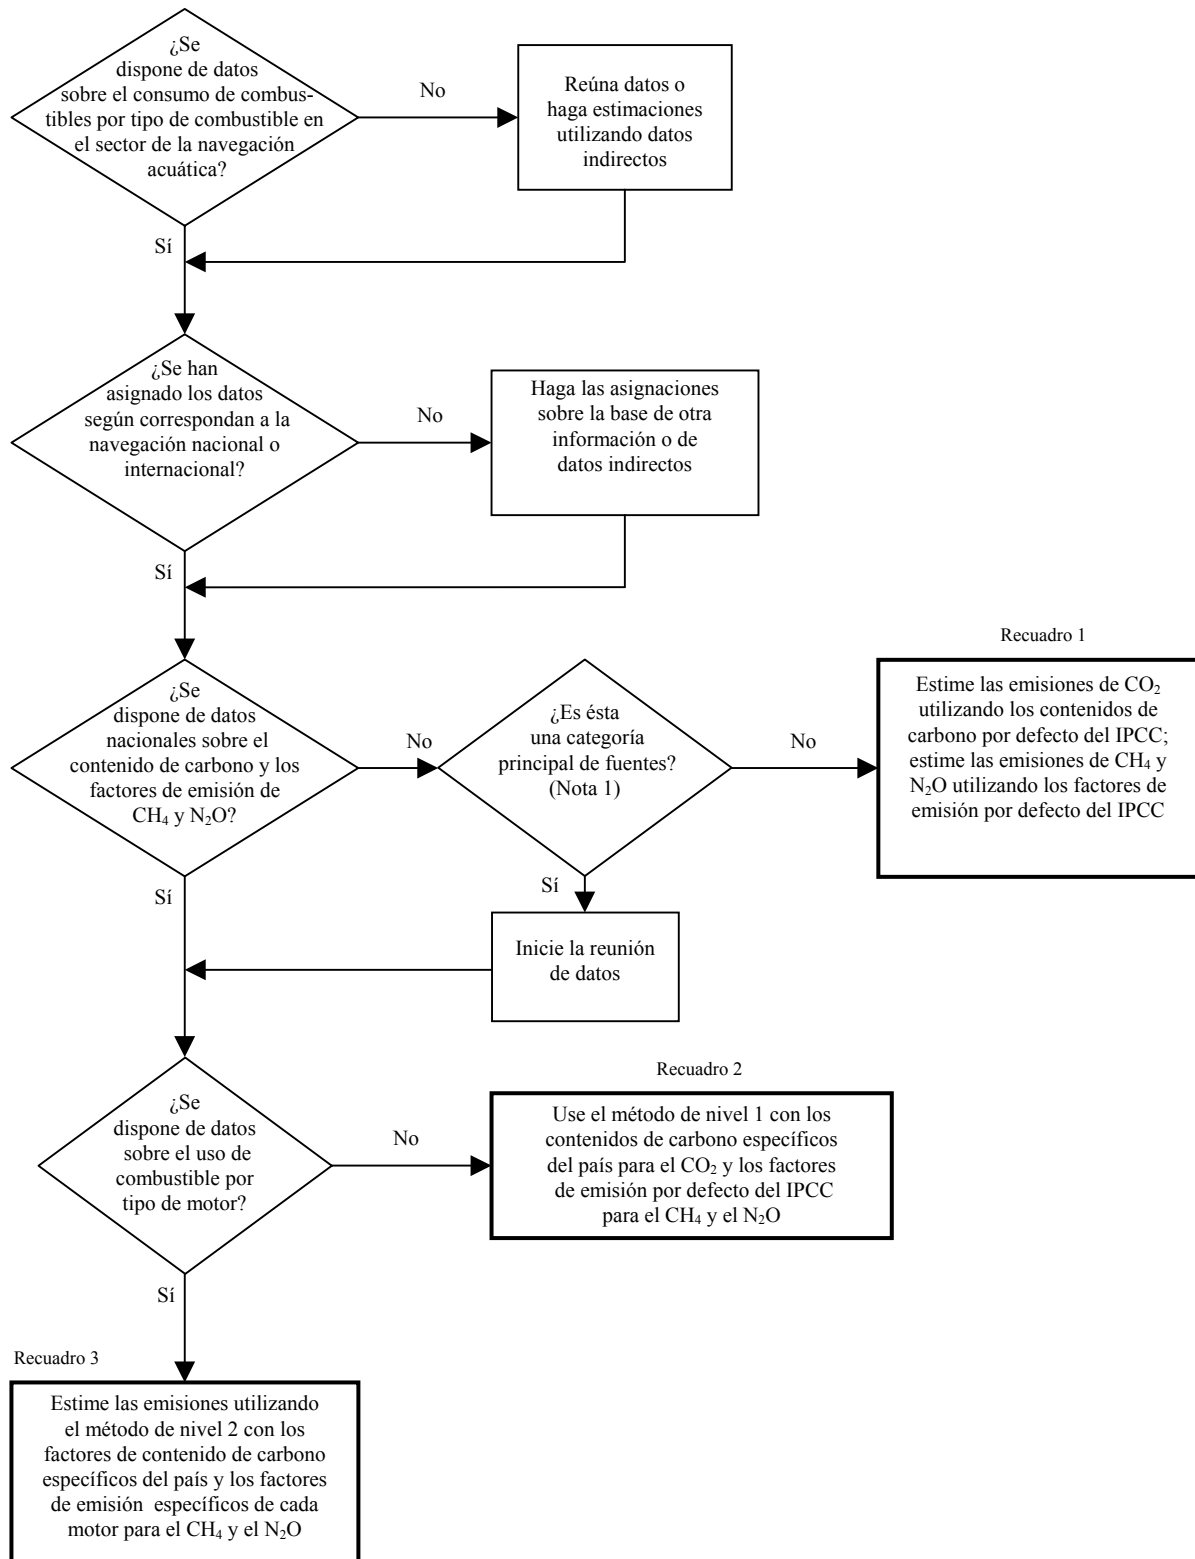 ¿Se
dispone de datos
sobre el consumo de combus-
tibles por tipo de combustible en
el sector de la navegación
acuática?
No
Reúna datos o
haga estimaciones
utilizando datos
indirectos
Sí
¿Se han
asignado los datos
según correspondan a la
navegación nacional o
internacional?
No
Haga las asignaciones
sobre la base de otra
información o de
datos indirectos
Sí
¿Se
dispone de datos
nacionales sobre el
contenido de carbono y los
factores de emisión de
CH₄ y N₂O?
No
¿Es ésta
una categoría
principal de fuentes?
(Nota 1)
No
Recuadro 1
Estime las emisiones de CO₂
utilizando los contenidos de
carbono por defecto del IPCC;
estime las emisiones de CH₄ y
N₂O utilizando los factores de
emisión por defecto del IPCC
Sí
Sí
Inicie la reunión
de datos
¿Se
dispone de datos
sobre el uso de
combustible por
tipo de motor?
No
Recuadro 2
Use el método de nivel 1 con los
contenidos de carbono específicos
del país para el CO₂ y los factores
de emisión por defecto del IPCC
para el CH₄ y el N₂O
Sí
Recuadro 3
Estime las emisiones utilizando
el método de nivel 2 con los
factores de contenido de carbono
específicos del país y los factores
de emisión específicos de cada
motor para el CH₄ y el N₂O